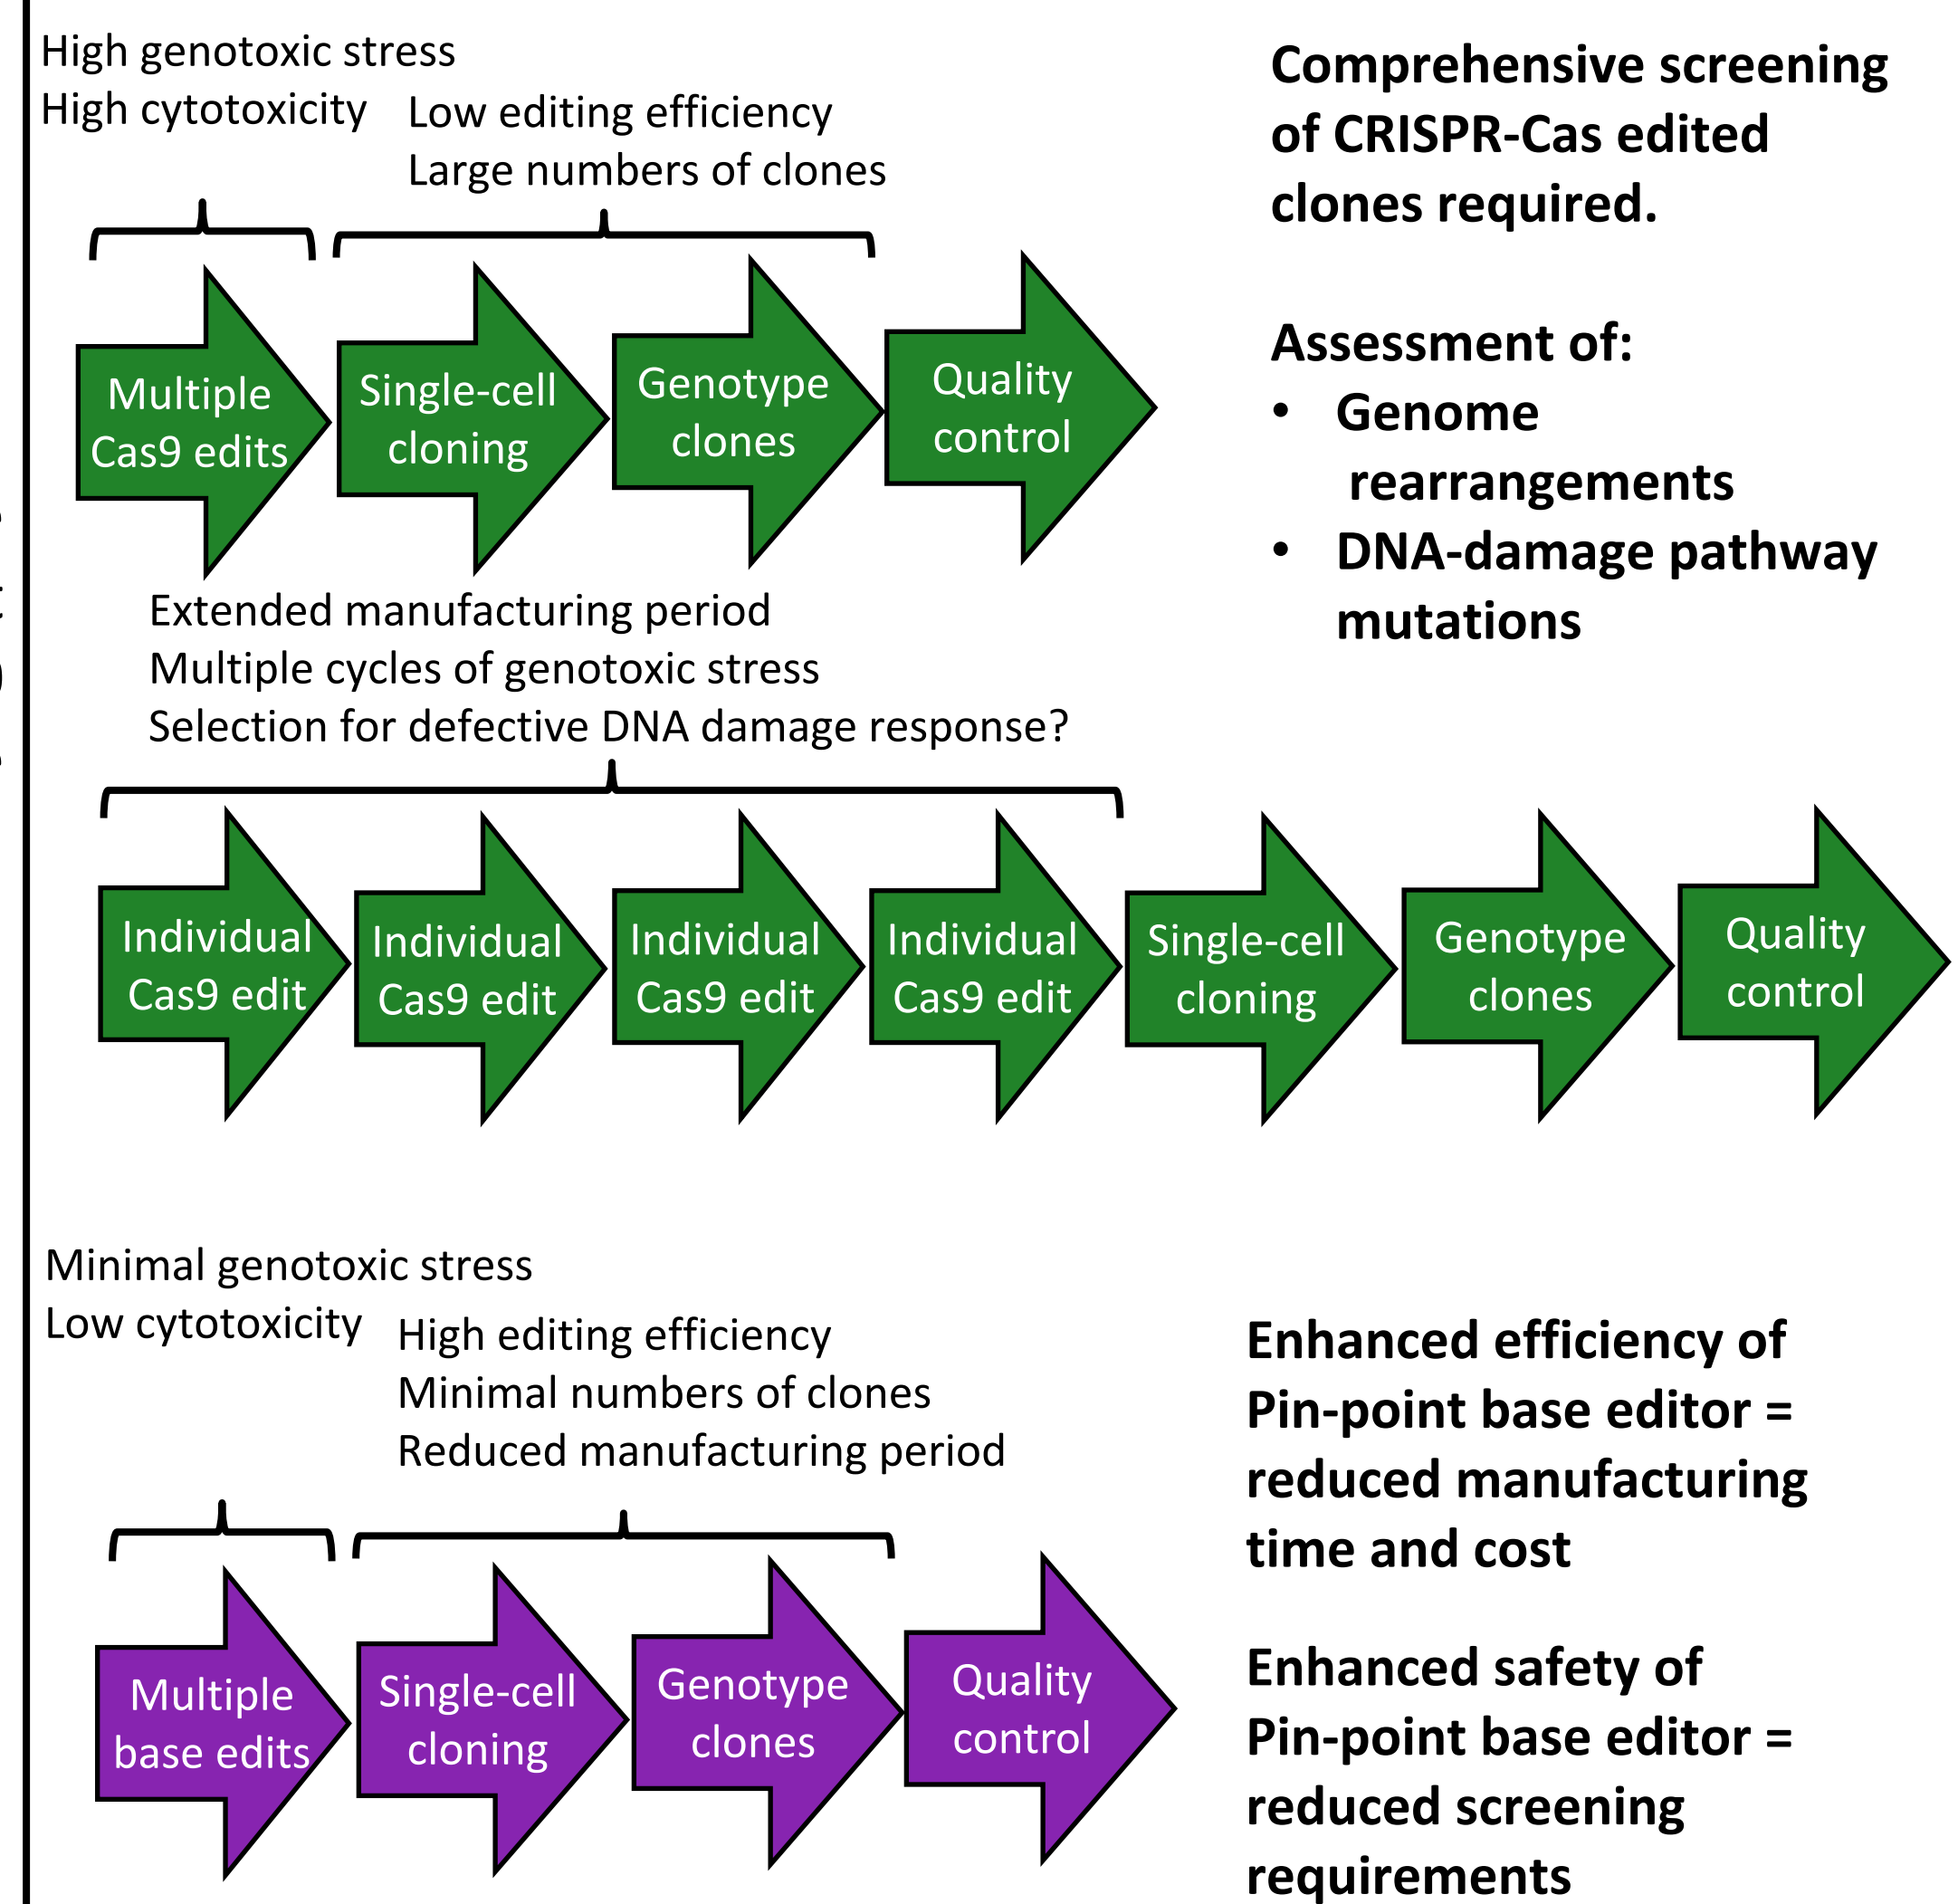 High genotoxic stress
High cytotoxicity
Low editing efficiency
Large numbers of clones
Comprehensive screening
of CRISPR-Cas edited
clones required.
Multiple
Cas9 edits
Single-cell
cloning
Genotype
clones
Quality
control
Assessment of:
• Genome
rearrangements
• DNA-damage pathway
mutations
Extended manufacturing period
Multiple cycles of genotoxic stress
Selection for defective DNA damage response?
Individual
Cas9 edit
Individual
Cas9 edit
Individual
Cas9 edit
Individual
Cas9 edit
Single-cell
cloning
Genotype
clones
Quality
control
Minimal genotoxic stress
Low cytotoxicity
High editing efficiency
Minimal numbers of clones
Reduced manufacturing period
Multiple
base edits
Single-cell
cloning
Genotype
clones
Quality
control
Enhanced efficiency of
Pin-point base editor =
reduced manufacturing
time and cost
Enhanced safety of
Pin-point base editor =
reduced screening
requirements